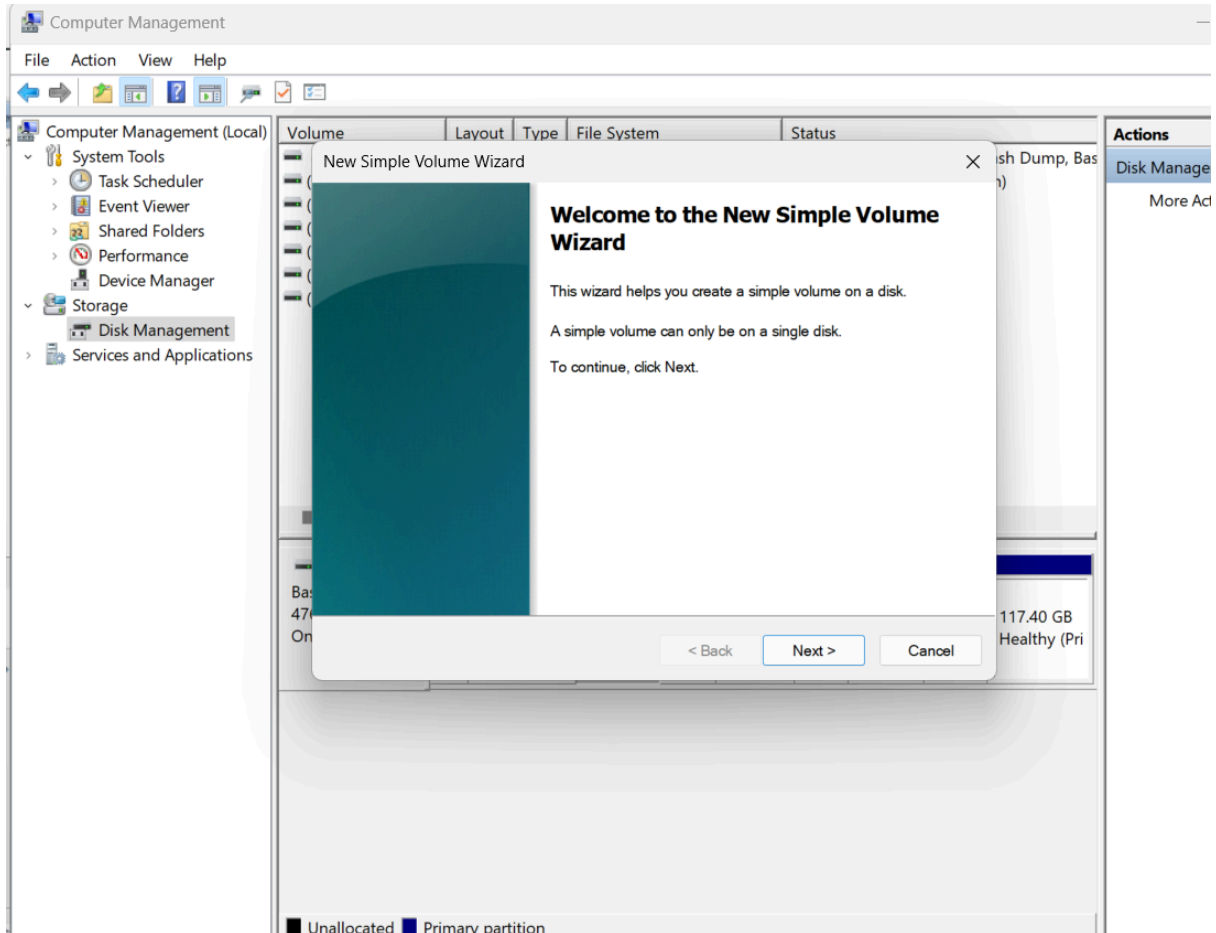 Computer Management
File Action View Help
Computer Management (Local)
System Tools
Task Scheduler
Event Viewer
Shared Folders
Performance
Device Manager
Storage
Disk Management
Services and Applications
Volume Layout Type File System Status
Dump, Bas
New Simple Volume Wizard
Welcome to the New Simple Volume
Wizard
This wizard helps you create a simple volume on a disk.
A simple volume can only be on a single disk.
To continue, click Next.
< Back Next > Cancel
117.40 GB
Healthy (Pri
Unallocated Primary partition
Actions
Disk Manage
More Act